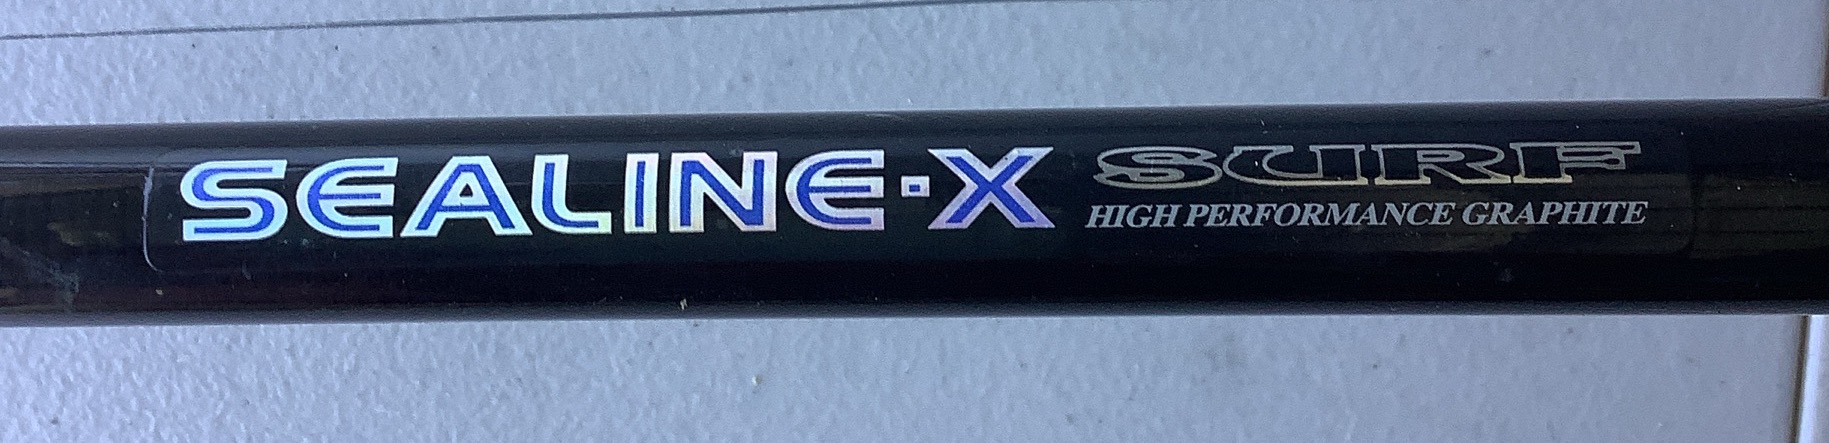 SEALINE·X SURF
HIGH PERFORMANCE GRAPHITE